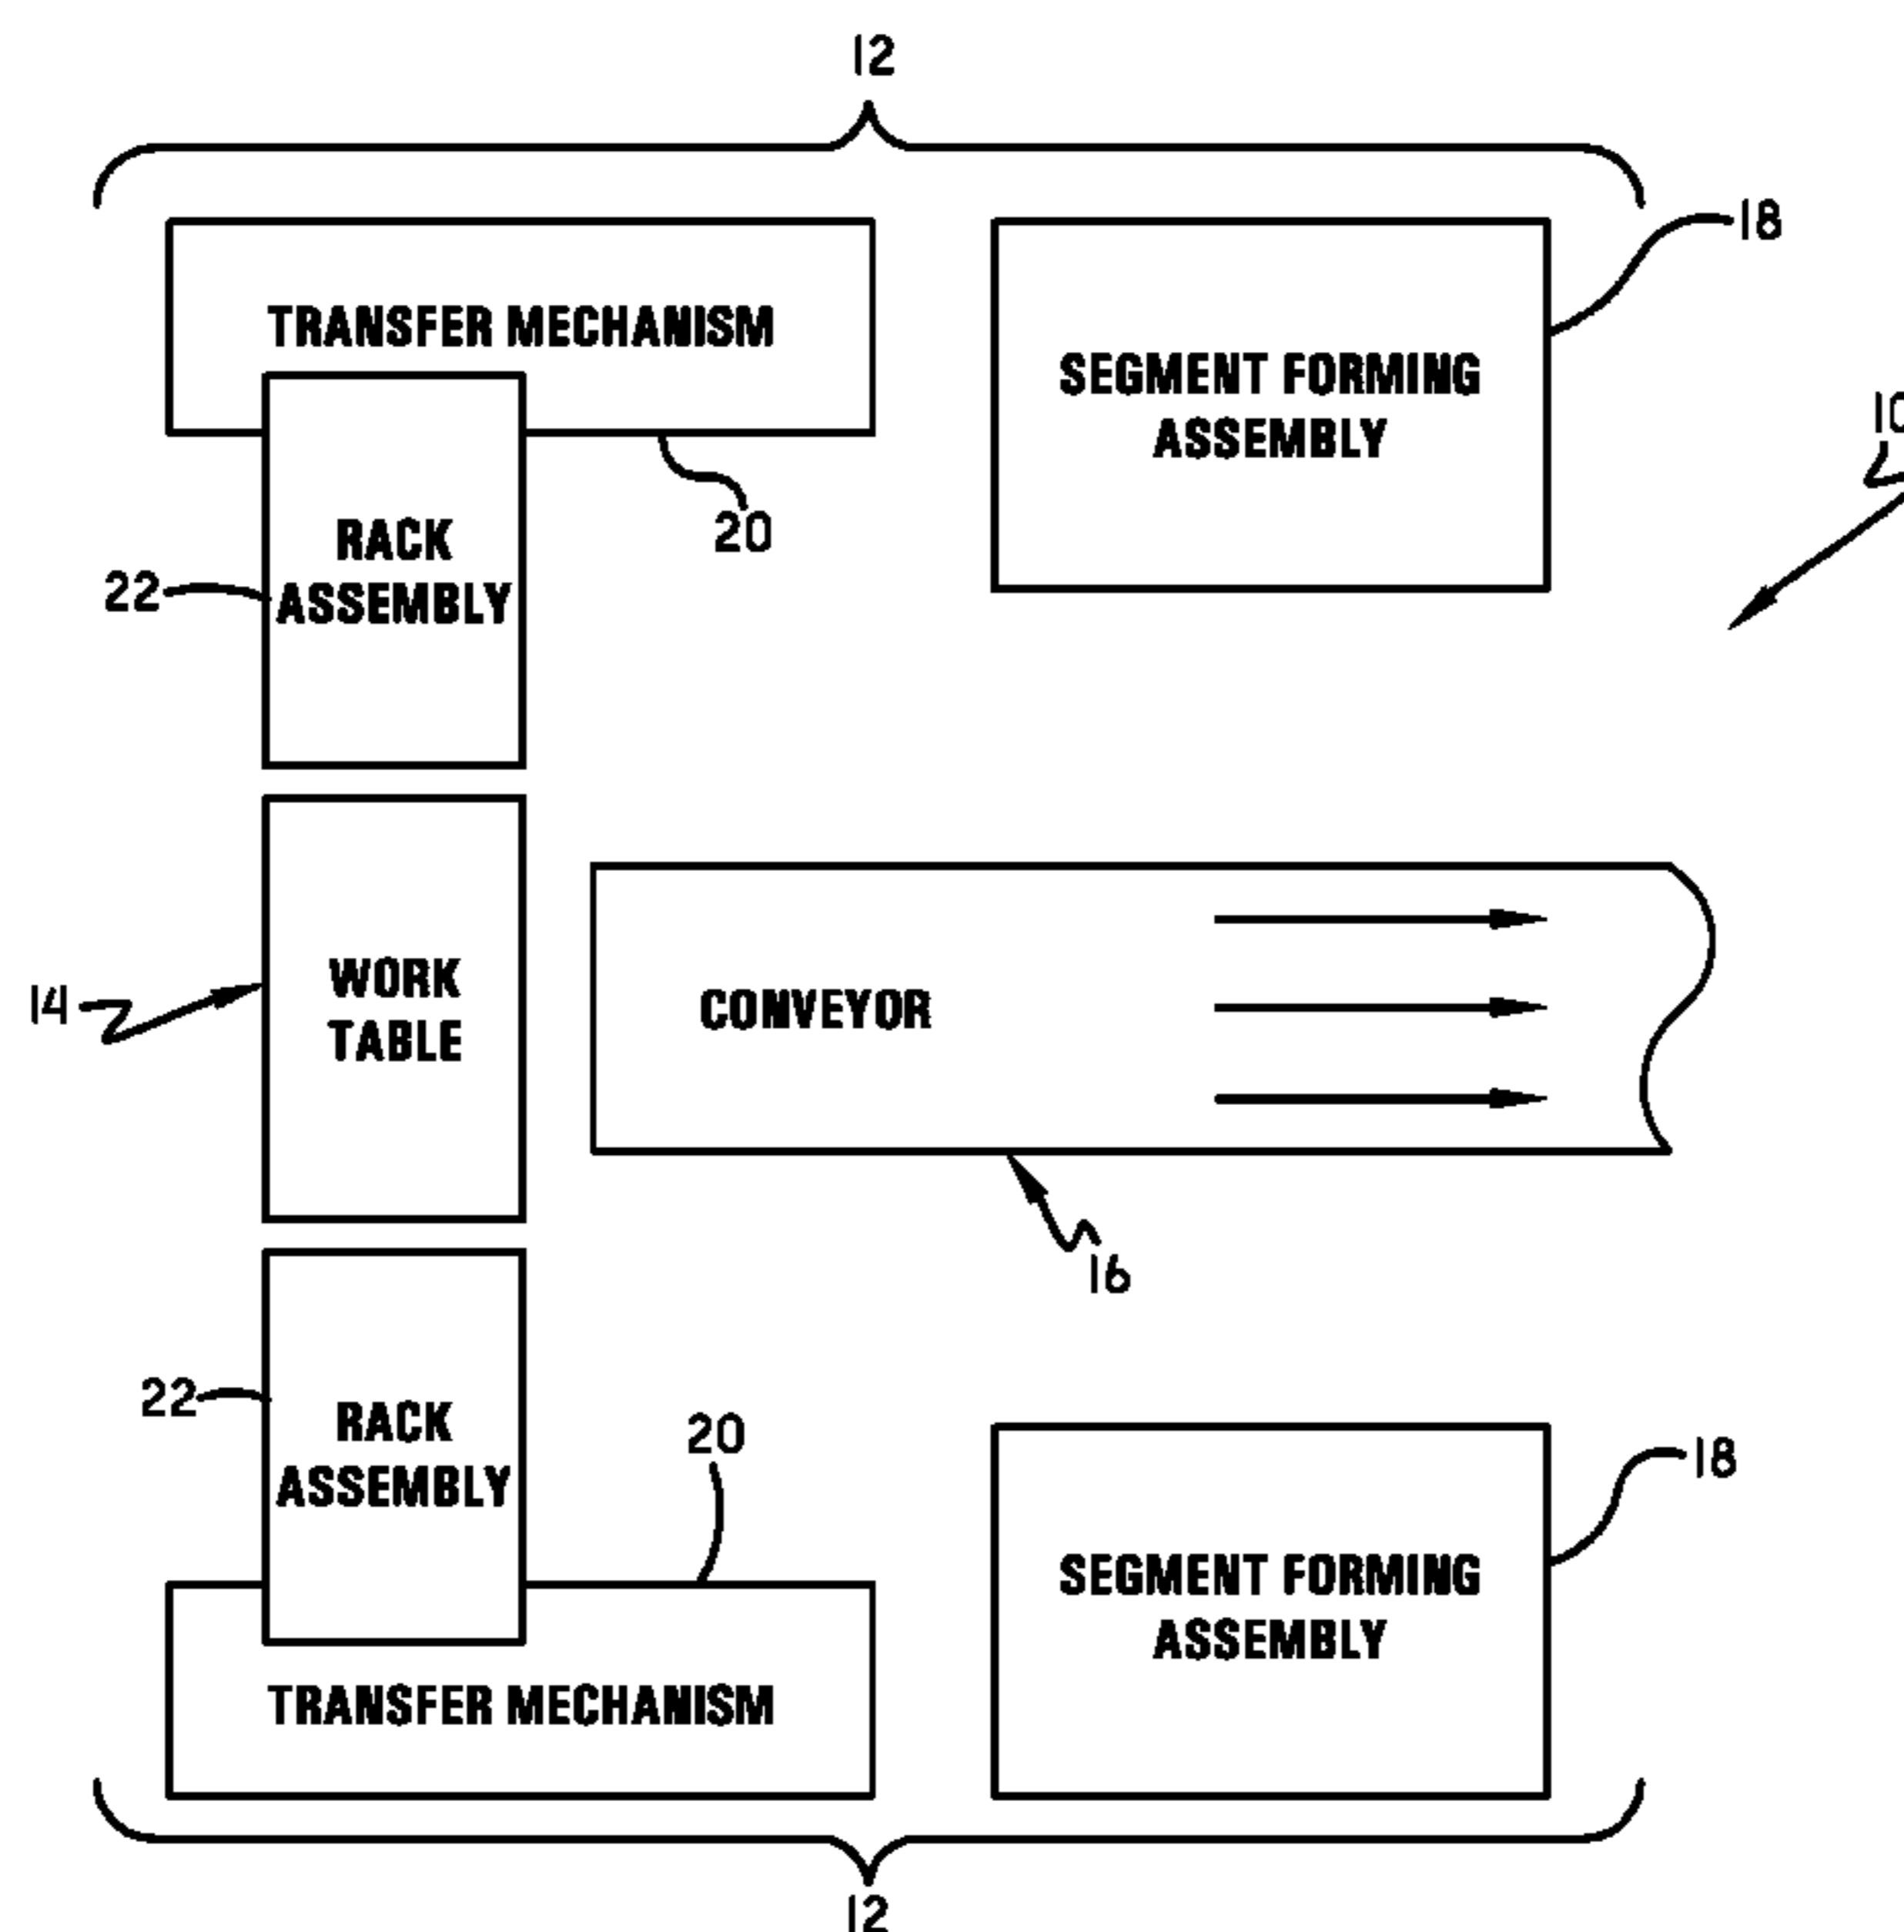 12
18
TRANSFER MECHANISM
SEGMENT FORMING
ASSEMBLY
10
20
RACK
ASSEMBLY
22
14
WORK
TABLE
CONVEYOR
16
22
RACK
ASSEMBLY
20
18
SEGMENT FORMING
ASSEMBLY
TRANSFER MECHANISM
12